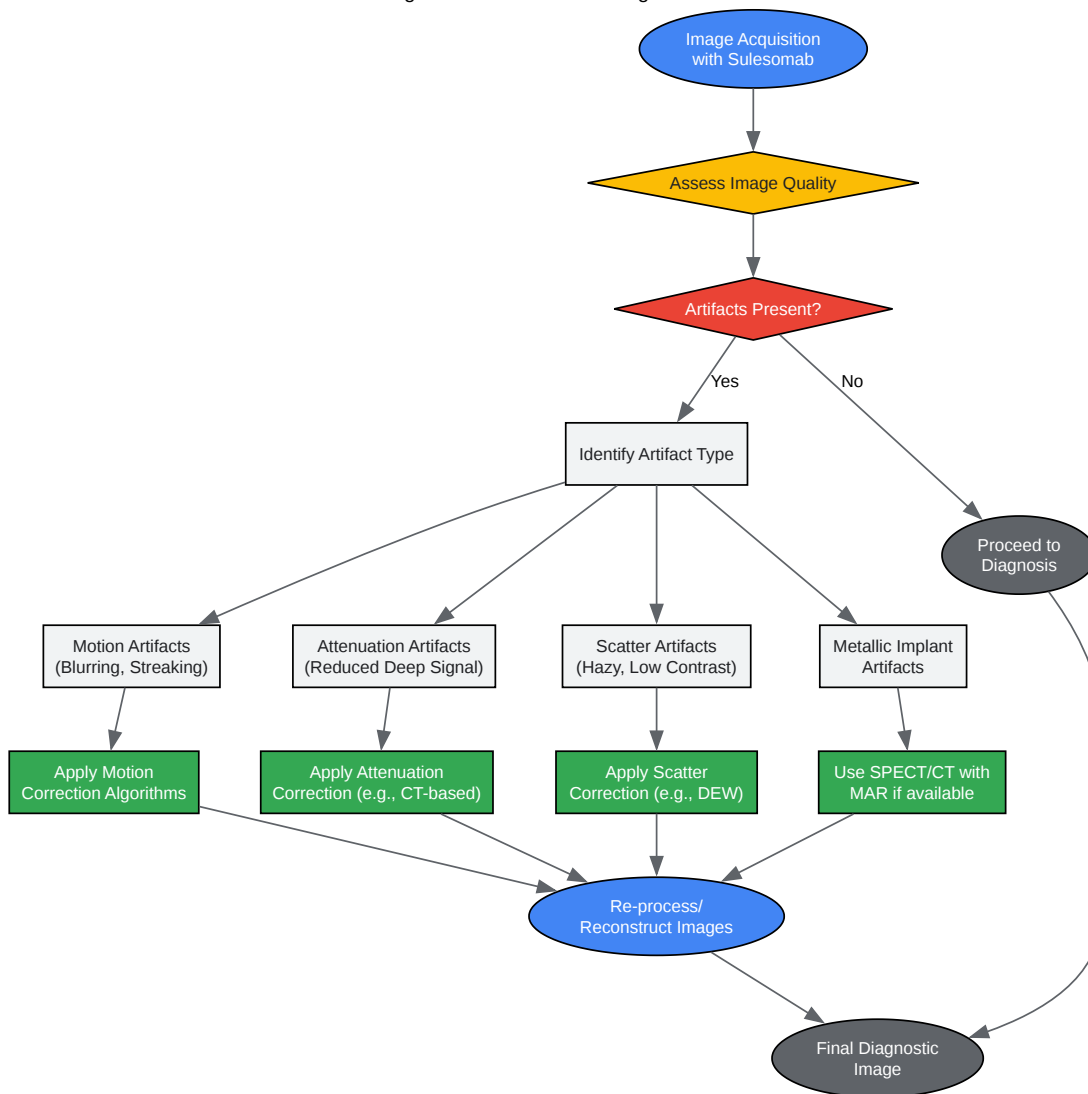 Image Acquisition
with Sulesomab
Assess Image Quality
Artifacts Present?
Yes
No
Identify Artifact Type
Proceed to
Diagnosis
Motion Artifacts
(Blurring, Streaking)
Attenuation Artifacts
(Reduced Deep Signal)
Scatter Artifacts
(Hazy, Low Contrast)
Metallic Implant
Artifacts
Apply Motion
Correction Algorithms
Apply Attenuation
Correction (e.g., CT-based)
Apply Scatter
Correction (e.g., DEW)
Use SPECT/CT with
MAR if available
Re-process/
Reconstruct Images
Final Diagnostic
Image